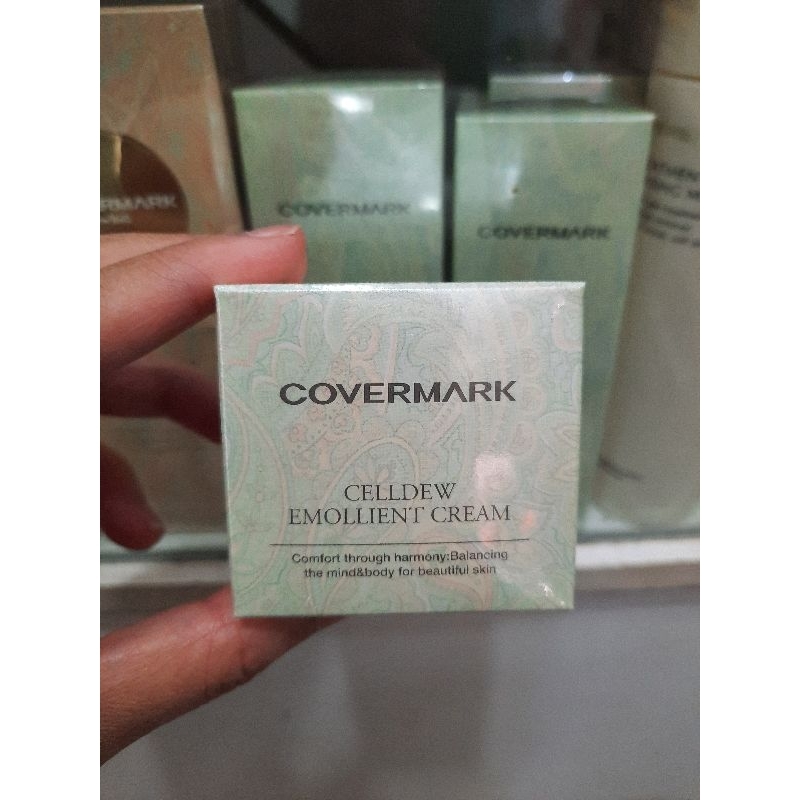 COVERMARK
COVERMARK
COVERMARK
CELLDEW
EMOLLIENT CREAM
Comfort through harmony:Balancing
the mind&body for beautiful skin